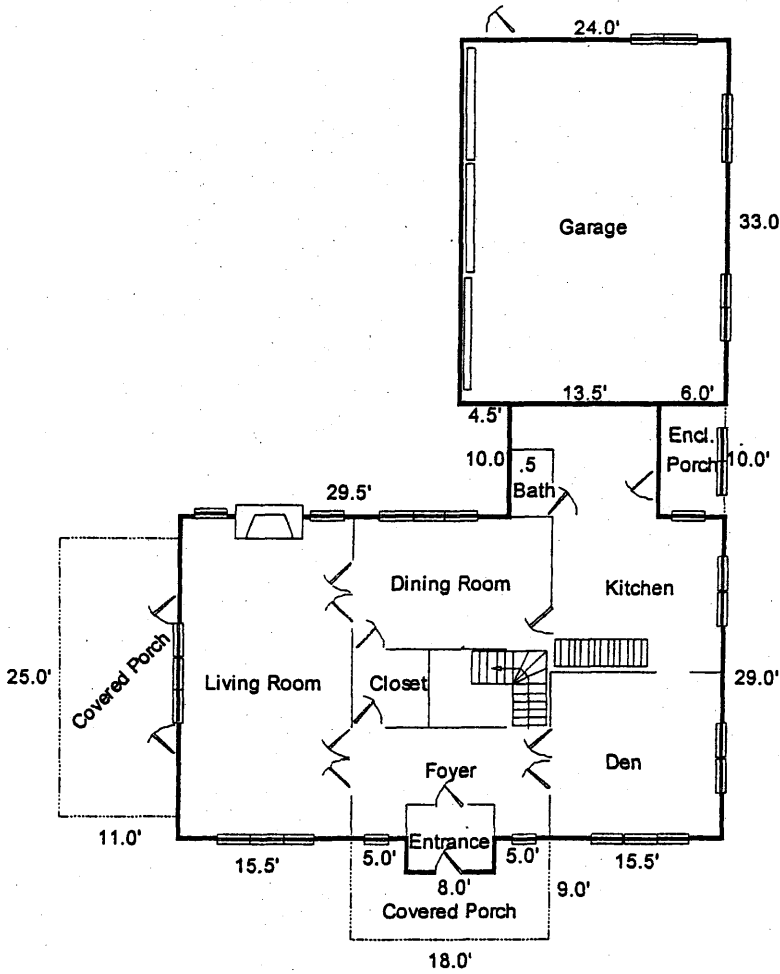 24.0'
Garage
33.0
13.5'
6.0'
4.5'
Encl.
Porch
10.0'
10.0'
.5
Bath
29.5'
Dining Room
Kitchen
Covered Porch
25.0'
Living Room
Closet
29.0'
Foyer
Den
11.0'
Entrance
15.5'
5.0'
5.0'
15.5'
8.0'
9.0'
Covered Porch
18.0'